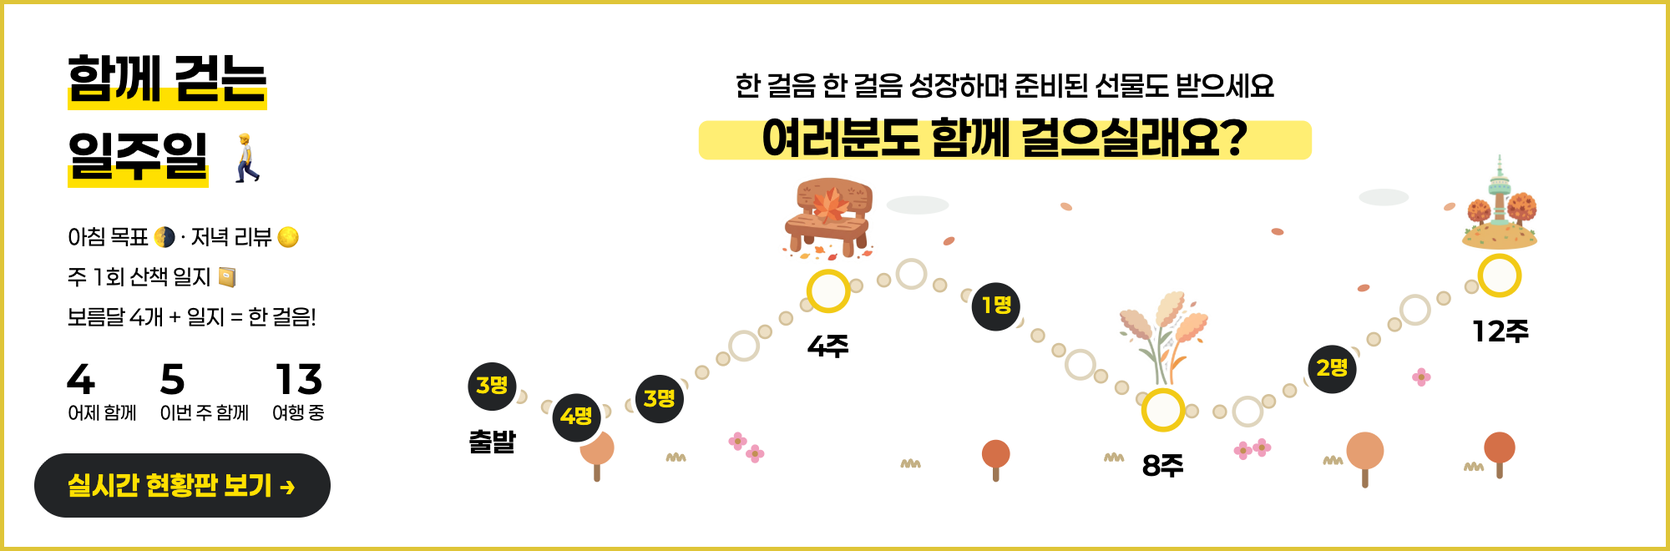 함께 걷는
일주일
아침 목표 🌗 · 저녁 리뷰 🌕
주 1회 산책 일지 📔
보름달 4개 + 일지 = 한 걸음!
4 5 13
어제 함께 이번 주 함께 여행 중
실시간 현황판 보기 →
한 걸음 한 걸음 성장하며 준비된 선물도 받으세요
여러분도 함께 걸으실래요?
3명
출발
4명
3명
4주
1명
8주
2명
12주